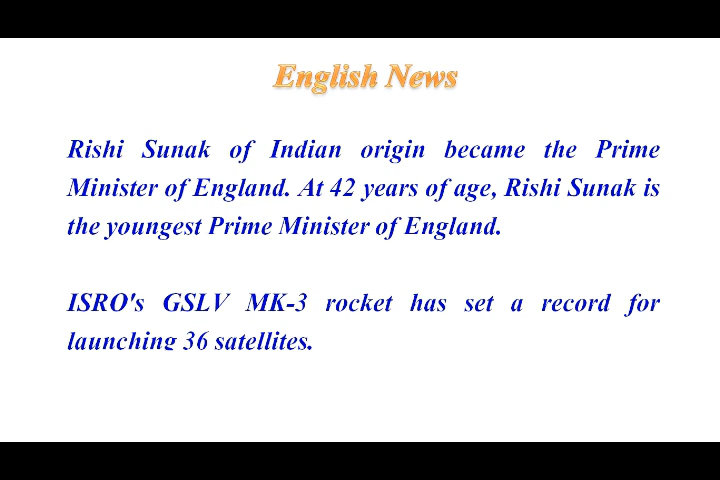 English News
Rishi Sunak of Indian origin became the Prime
Minister of England. At 42 years of age, Rishi Sunak is
the youngest Prime Minister of England.
ISRO's GSLV MK-3 rocket has set a record for
launching 36 satellites.